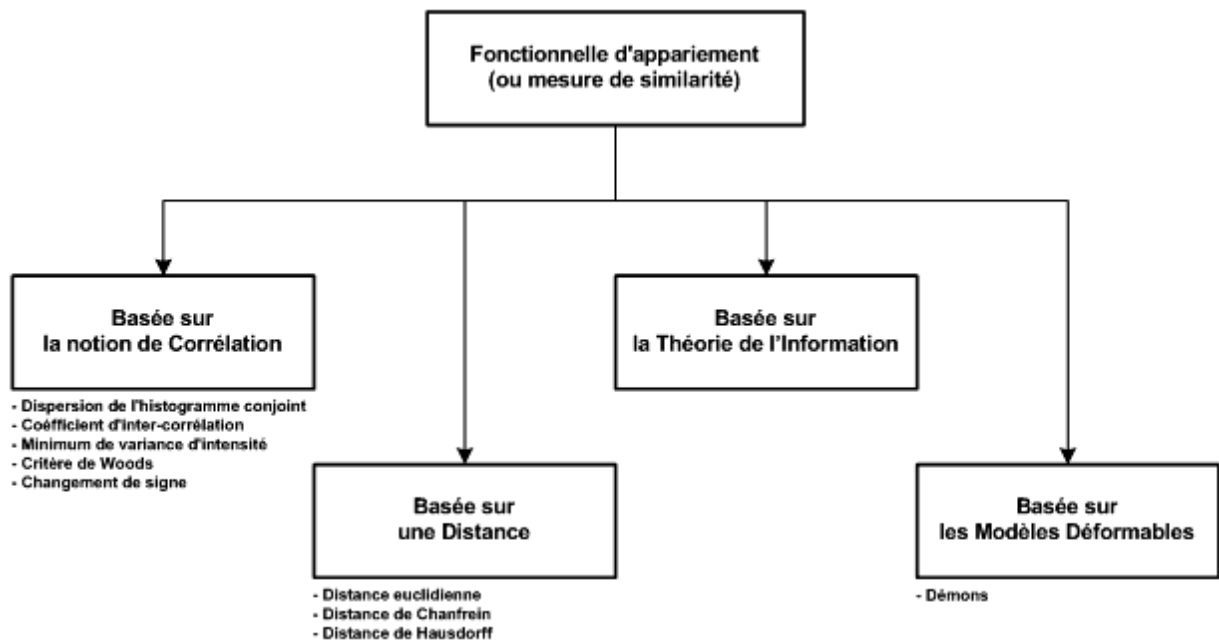 Fonctionnelle d'appariement
(ou mesure de similarité)
Basée sur
la notion de Corrélation
- Dispersion de l'histogramme conjoint
- Coéfficient d'inter-corrélation
- Minimum de variance d'intensité
- Critère de Woods
- Changement de signe
Basée sur
une Distance
- Distance euclidienne
- Distance de Chanfrein
- Distance de Hausdorff
Basée sur
la Théorie de l'Information
Basée sur
les Modèles Déformables
- Démons